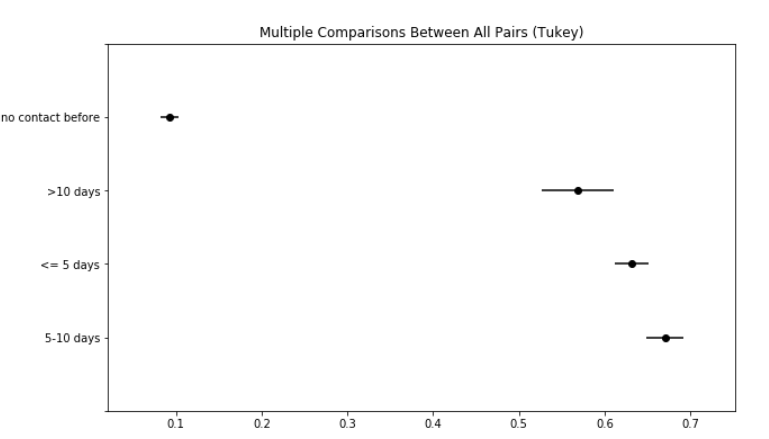 Multiple Comparisons Between All Pairs (Tukey)
no contact before
>10 days
<= 5 days
5-10 days
0.1 0.2 0.3 0.4 0.5 0.6 0.7